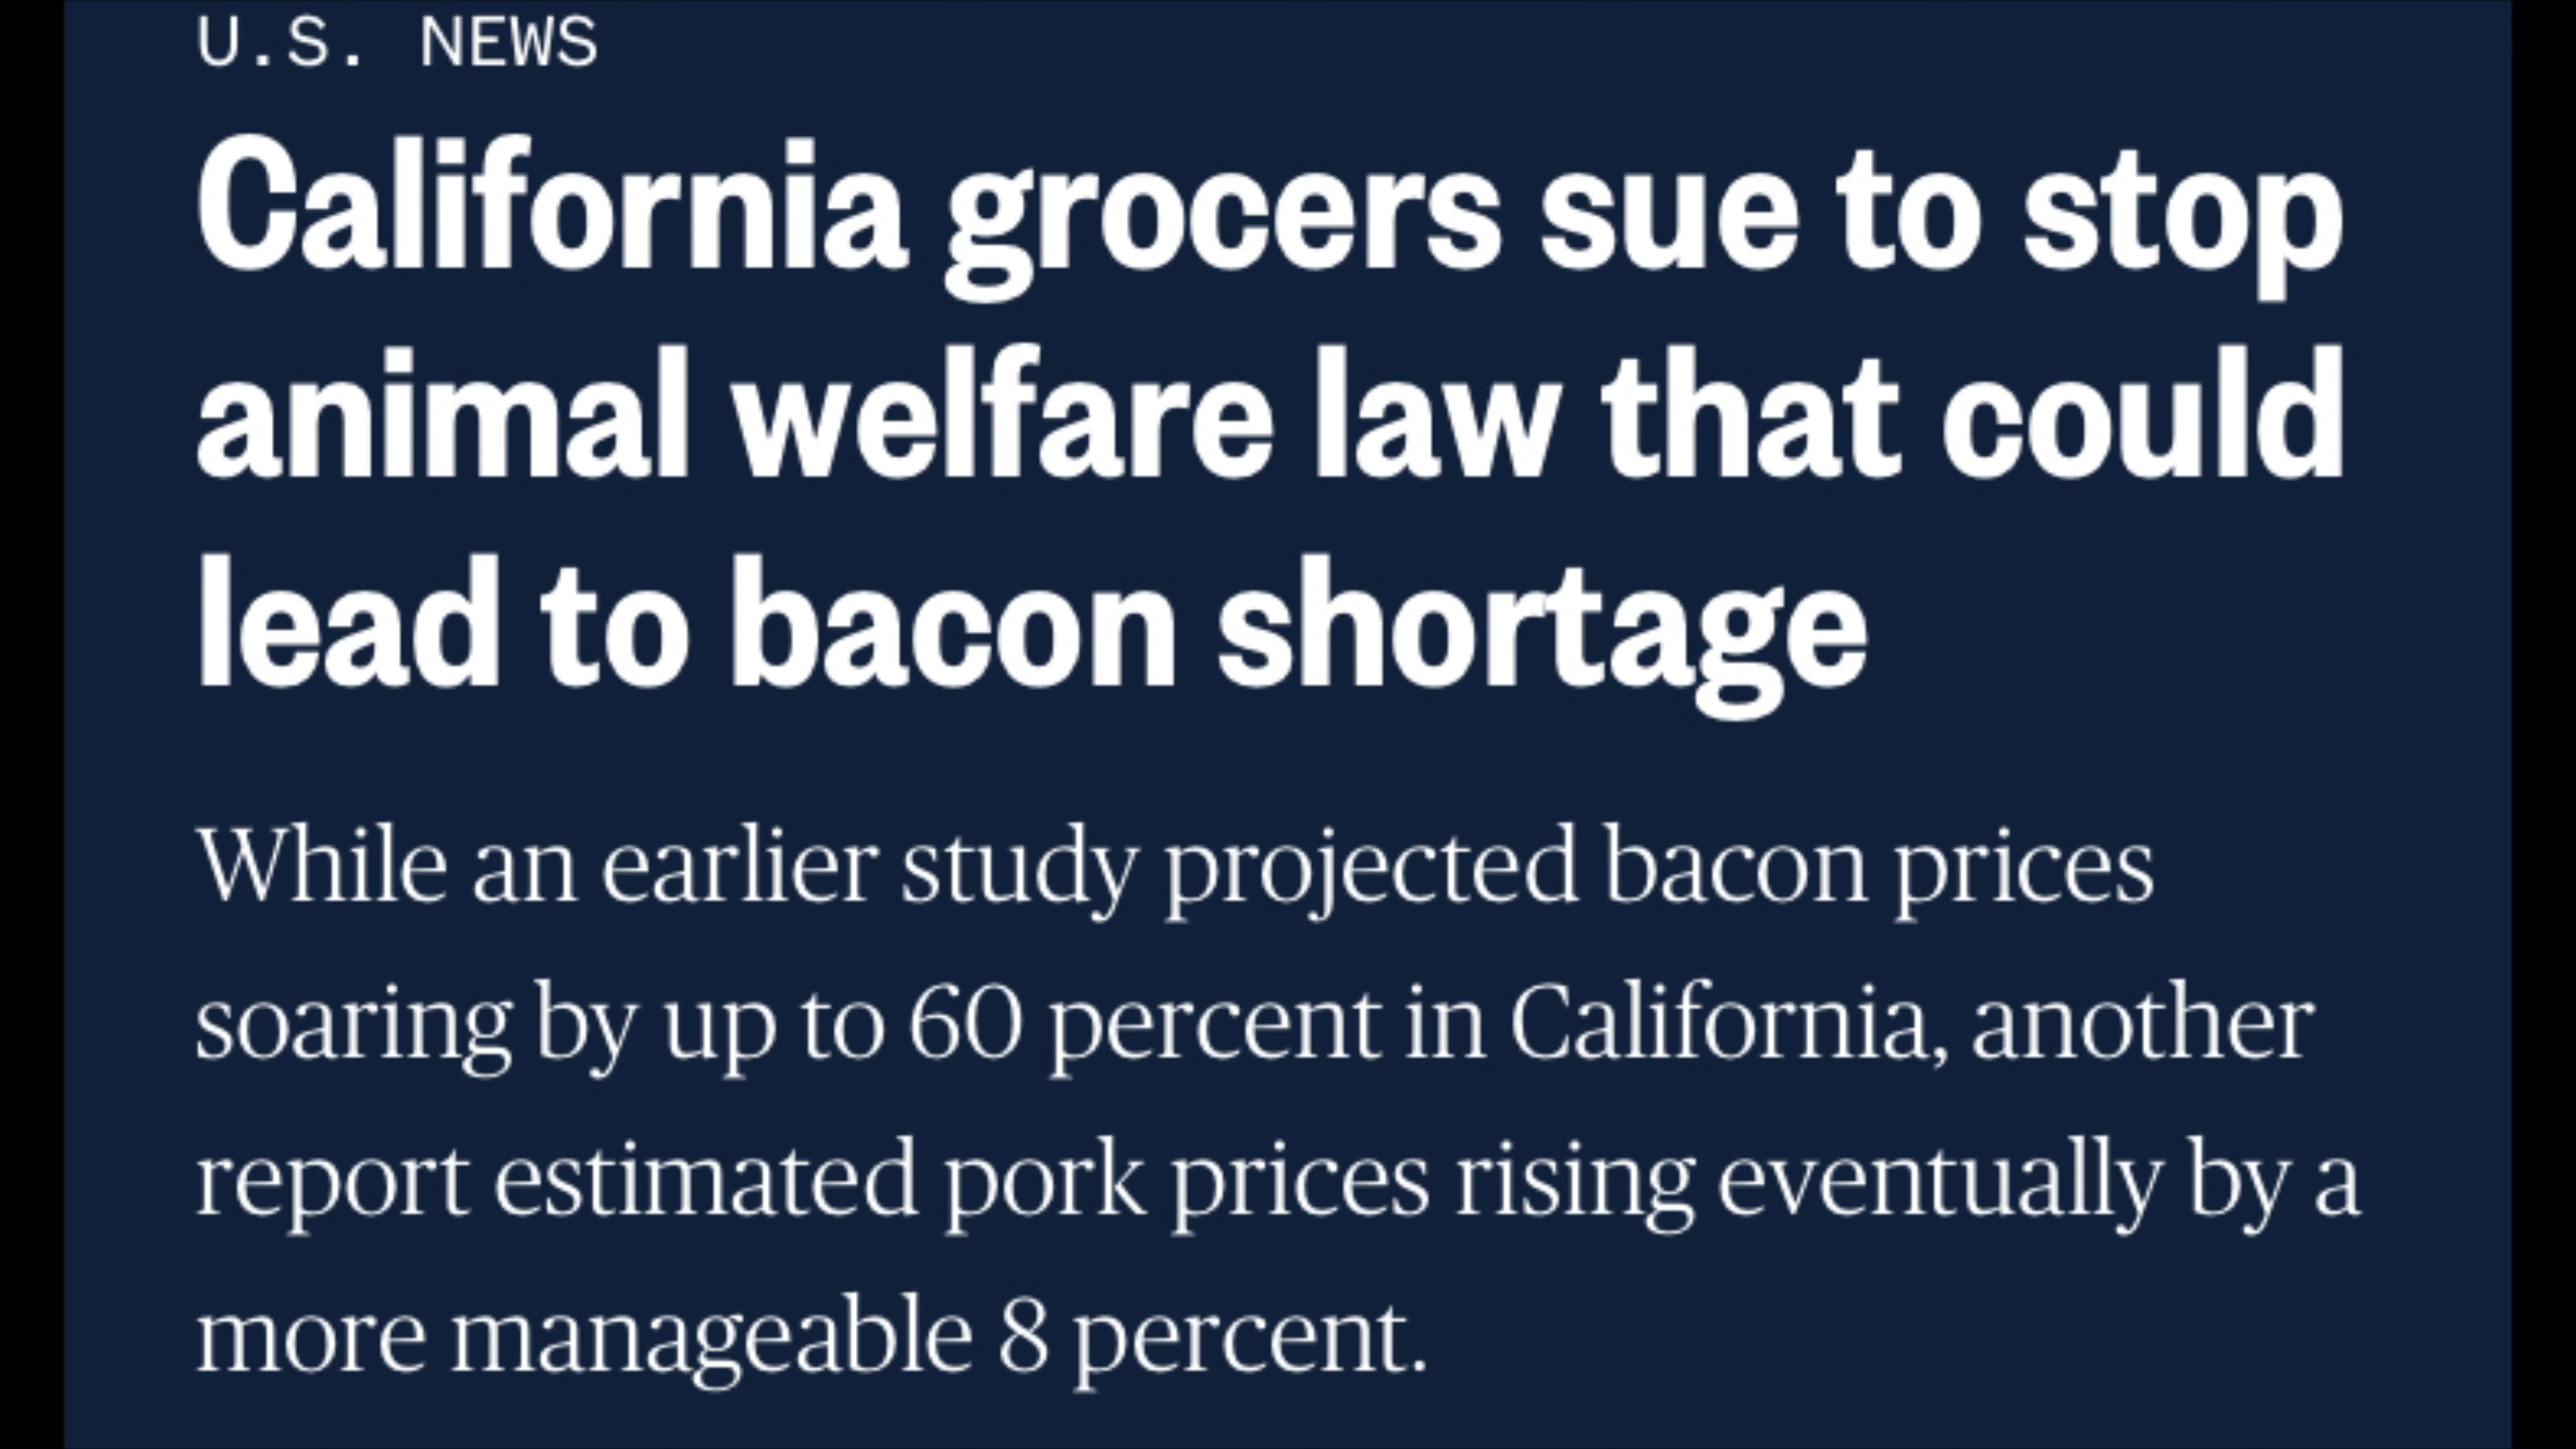 U.S. NEWS
California grocers sue to stop
animal welfare law that could
lead to bacon shortage
While an earlier study projected bacon prices
soaring by up to 60 percent in California, another
report estimated pork prices rising eventually by a
more manageable 8 percent.